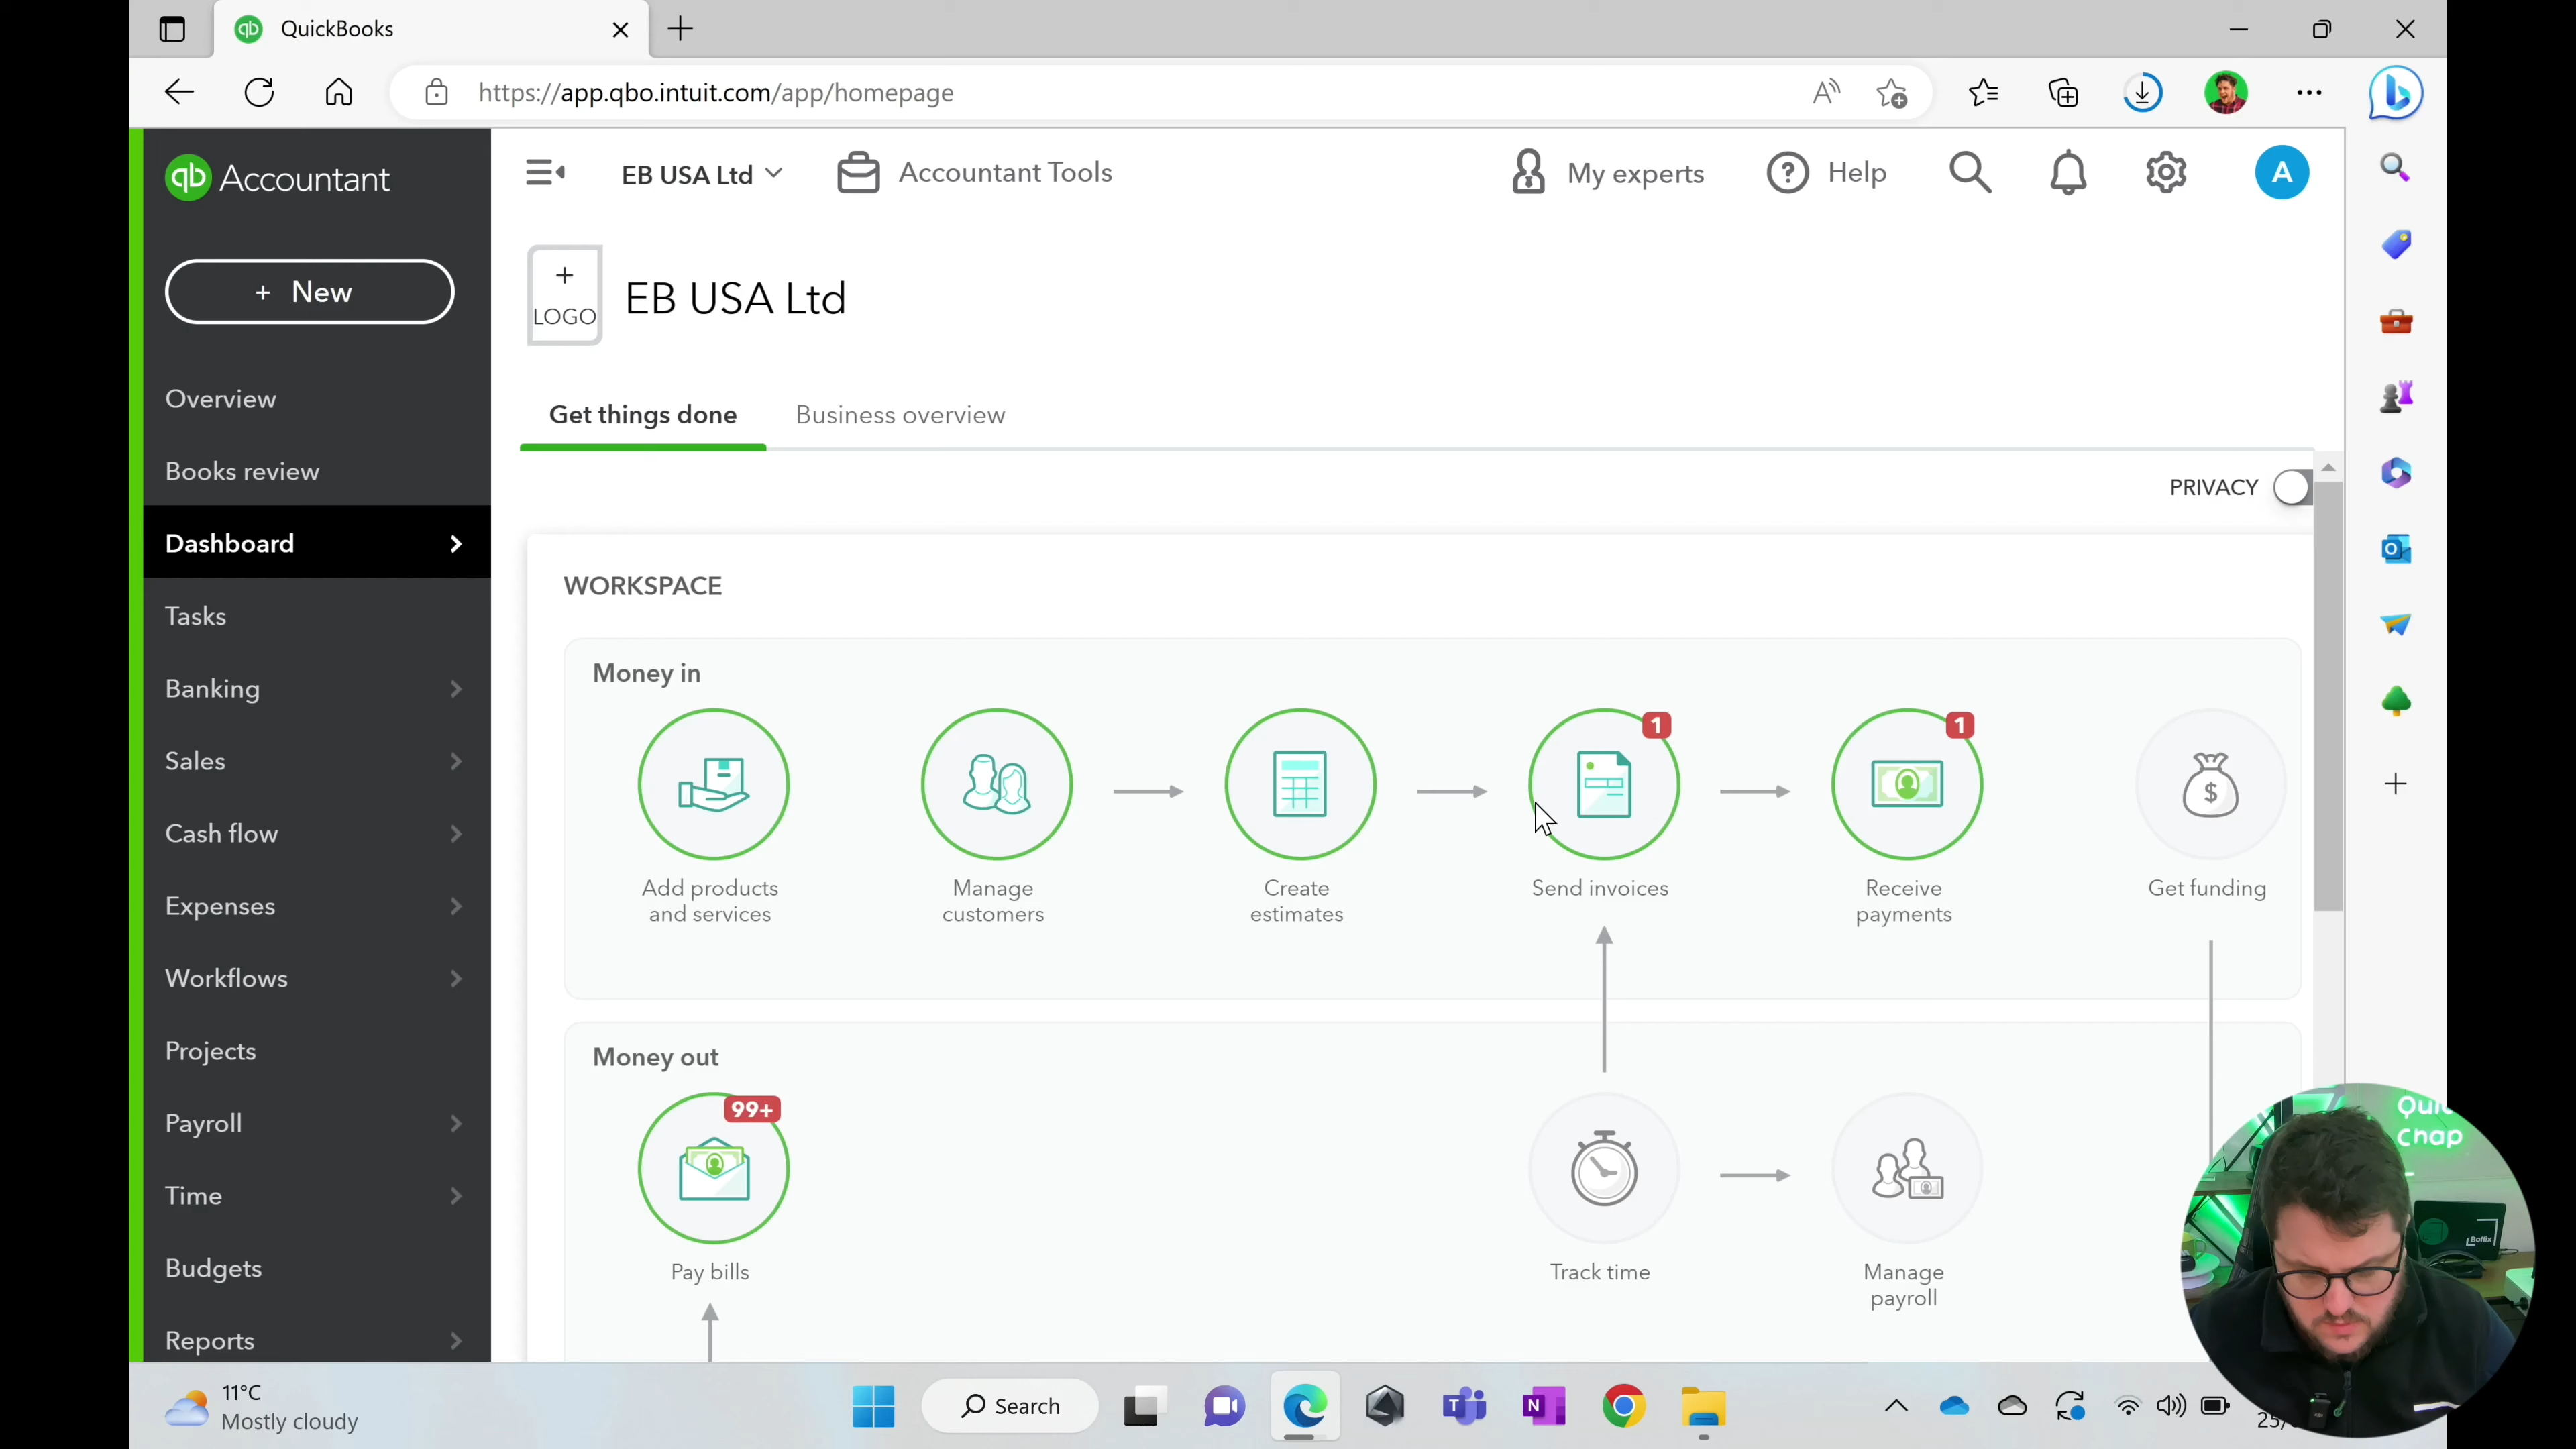 QuickBooks
https://app.qbo.intuit.com/app/homepage
qb Accountant
EB USA Ltd
Accountant Tools
My experts
Help
A
+ New
+
LOGO
EB USA Ltd
Overview
Books review
Dashboard
Tasks
Banking
Sales
Cash flow
Expenses
Workflows
Projects
Payroll
Time
Budgets
Reports
Get things done
Business overview
PRIVACY
WORKSPACE
Money in
1
1
Add products
and services
Manage
customers
Create
estimates
Send invoices
Receive
payments
Get funding
Money out
99+
Pay bills
Track time
Manage
payroll
Chap
Boffix
11°C
Mostly cloudy
Search